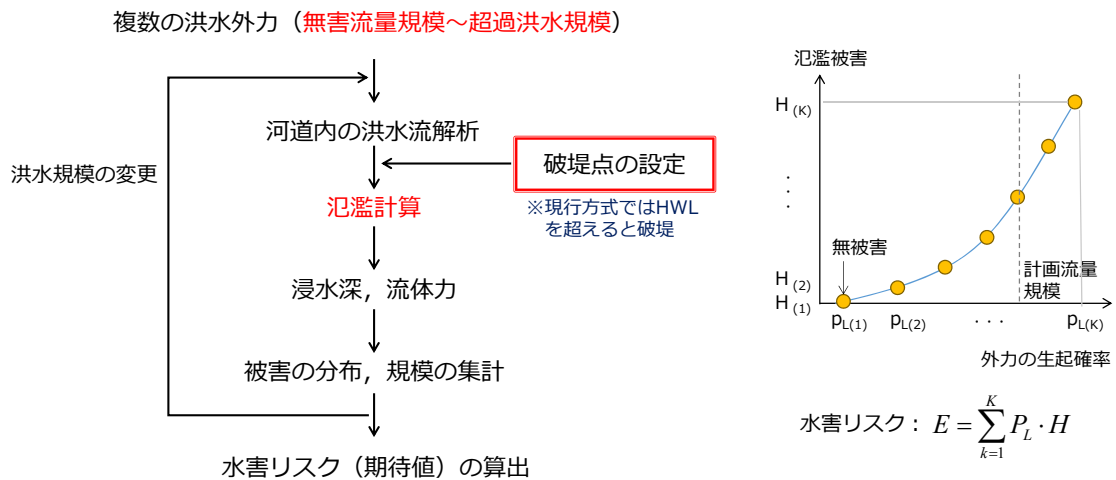 複数の洪水外力（無害流量規模～超過洪水規模）
河道内の洪水流解析
洪水規模の変更
破堤点の設定
氾濫計算
※現行方式ではHWL
を超えると破堤
浸水深，流体力
被害の分布，規模の集計
水害リスク（期待値）の算出
氾濫被害
H (K)
・・・
無被害
計画流量
規模
H (2)
H (1)
pL(1) pL(2) ・・・ pL(K)
外力の生起確率
水害リスク： E = \sum_{k=1}^{K} P_L · H